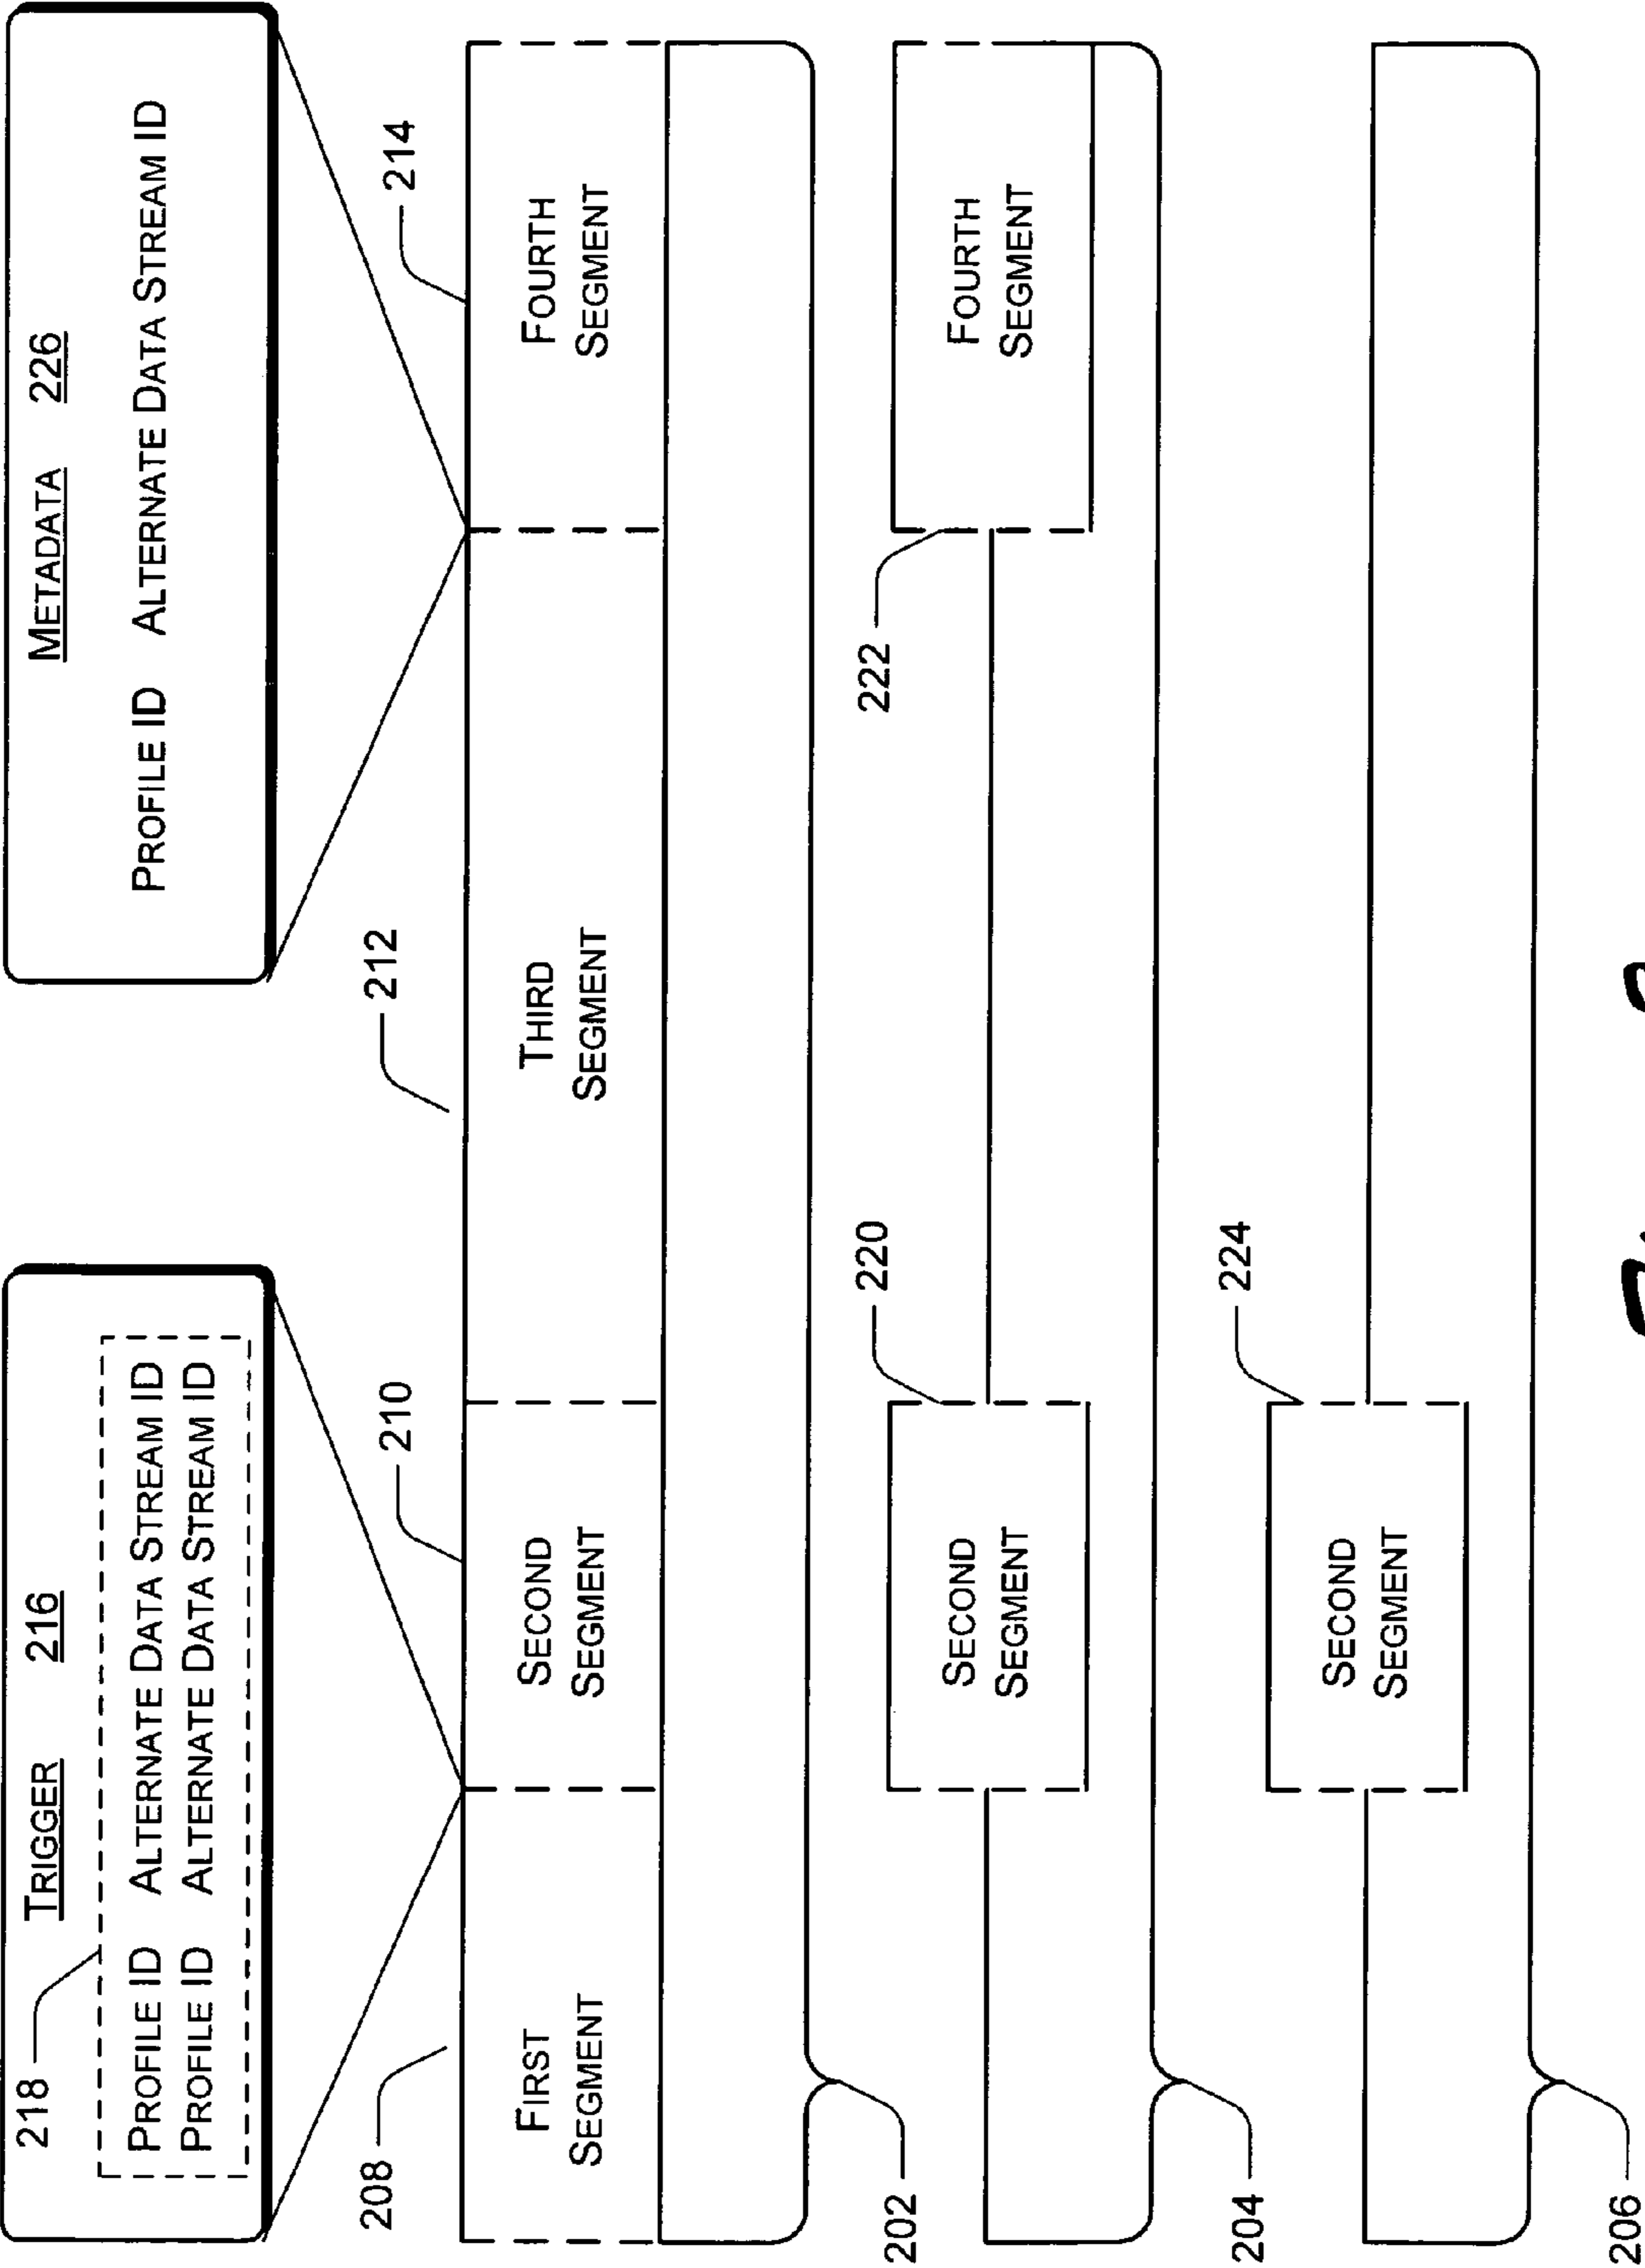 218
TRIGGER 216
PROFILE ID ALTERNATE DATA STREAM ID
PROFILE ID ALTERNATE DATA STREAM ID
METADATA 226
PROFILE ID ALTERNATE DATA STREAM ID
208
210
212
214
FIRST
SEGMENT
SECOND
SEGMENT
THIRD
SEGMENT
FOURTH
SEGMENT
202
220
222
SECOND
SEGMENT
FOURTH
SEGMENT
204
224
SECOND
SEGMENT
206